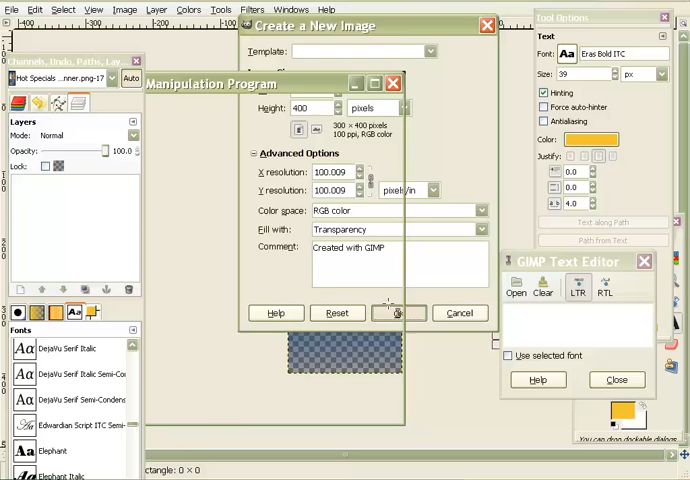 File Edit Select View Image Layer Colors Tools Filters Windows Help
Create a New Image
Tool Options
Template:
Text
Font: Aa Eras Bold ITC
Size: 39 px
Hinting
Force auto-hinter
Antialiasing
Color:
Justify:
0.0
0.0
4.0
Text along Path
Path from Text
Channels, Undo, Paths, Lay...
Hot Specials ...nner.png-17 Auto
Layers
Mode: Normal
Opacity: 100.0
Lock:
Manipulation Program
Height: 400 pixels
300 × 400 pixels
100 ppi, RGB color
Advanced Options
X resolution: 100.009
Y resolution: 100.009 pixels/in
Color space: RGB color
Fill with: Transparency
Comment: Created with GIMP
Help Reset Ok Cancel
GIMP Text Editor
Open Clear LTR RTL
Use selected font
Help Close
Fonts
Aa DejaVu Serif Italic
Aa DejaVu Serif Italic Semi-Con
Aa DejaVu Serif Semi-Condens
Aa Edwardian Script ITC Semi-
Aa Elephant
Aa Elephant Italic
ectangle: 0 × 0
You can drop dockable dialogs